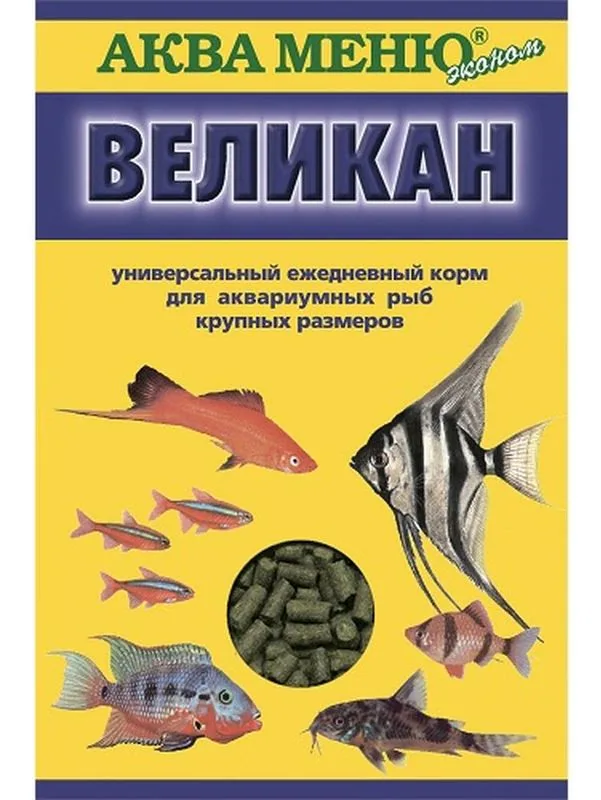 АКВА МЕНЮ®
эконом
ВЕЛИКАН
универсальный ежедневный корм
для аквариумных рыб
крупных размеров